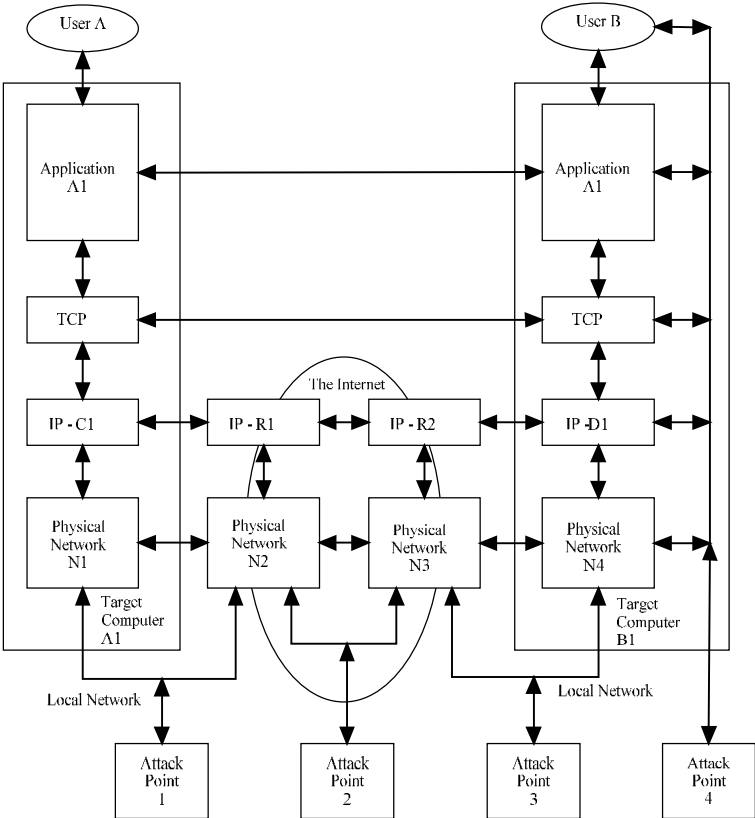 User A
User B
Application
A1
Application
A1
TCP
TCP
The Internet
IP - C1
IP - R1
IP - R2
IP -D1
Physical
Network
N1
Physical
Network
N2
Physical
Network
N3
Physical
Network
N4
Target
Computer
A1
Target
Computer
B1
Local Network
Local Network
Attack
Point
1
Attack
Point
2
Attack
Point
3
Attack
Point
4